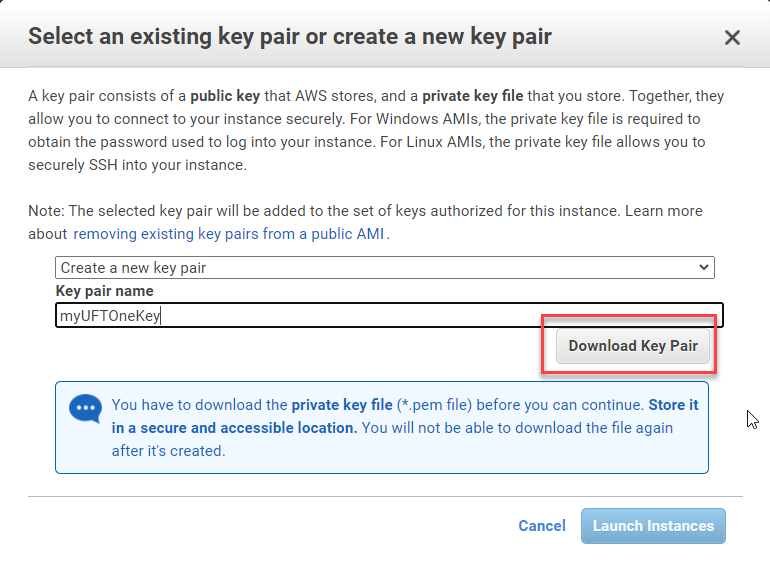 Select an existing key pair or create a new key pair
A key pair consists of a public key that AWS stores, and a private key file that you store. Together, they
allow you to connect to your instance securely. For Windows AMIs, the private key file is required to
obtain the password used to log into your instance. For Linux AMIs, the private key file allows you to
securely SSH into your instance.
Note: The selected key pair will be added to the set of keys authorized for this instance. Learn more
about removing existing key pairs from a public AMI.
Create a new key pair
Key pair name
myUFTOneKey
Download Key Pair
You have to download the private key file (*.pem file) before you can continue. Store it
in a secure and accessible location. You will not be able to download the file again
after it's created.
Cancel Launch Instances